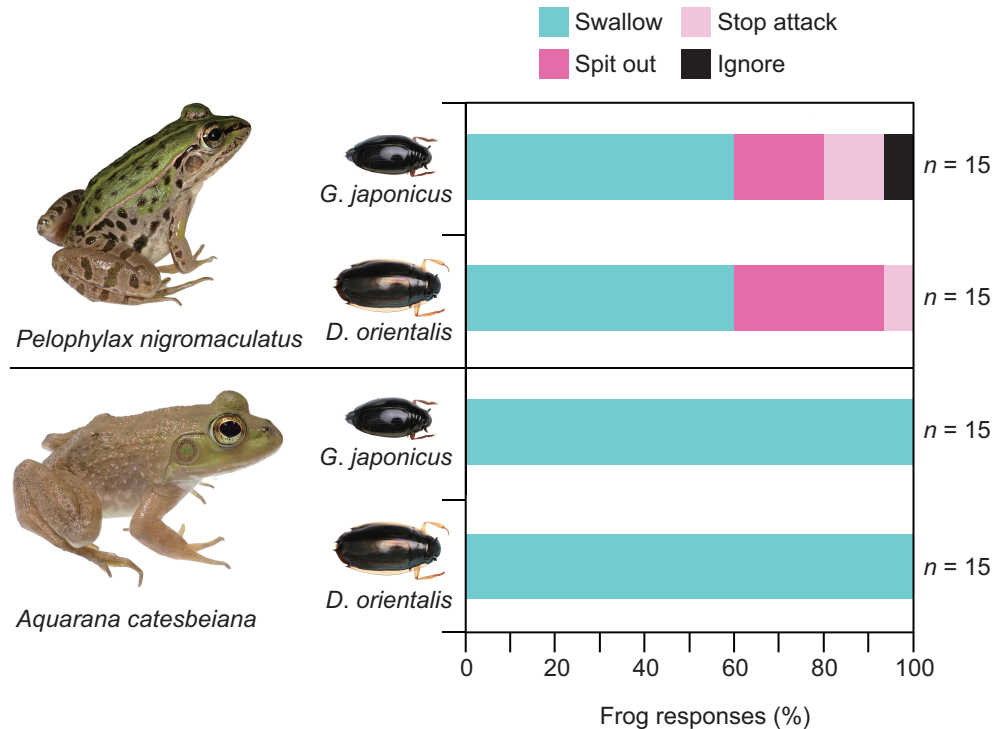 Swallow
Stop attack
Spit out
Ignore
G. japonicus
n = 15
D. orientalis
n = 15
Pelophylax nigromaculatus
G. japonicus
n = 15
D. orientalis
n = 15
Aquarana catesbeiana
0 20 40 60 80 100
Frog responses (%)